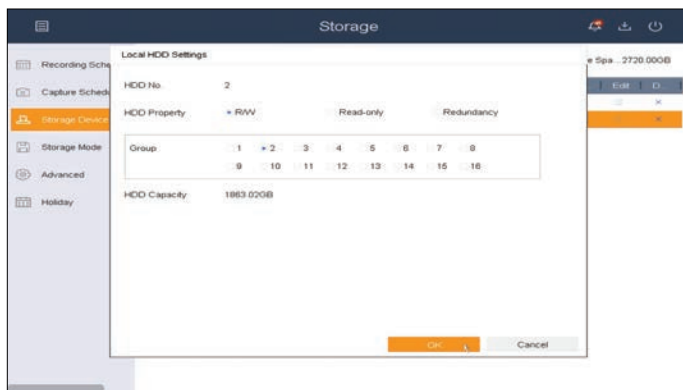 Storage
Local HDD Settings
e Spa...2720.00GB
Recording Sche
HDD No. 2
Edit D...
Capture Schedu
HDD Property R/W Read-only Redundancy
Storage Device
Storage Mode
Group 1 2 3 4 5 6 7 8
9 10 11 12 13 14 15 16
Advanced
HDD Capacity 1863.02GB
Holiday
OK Cancel